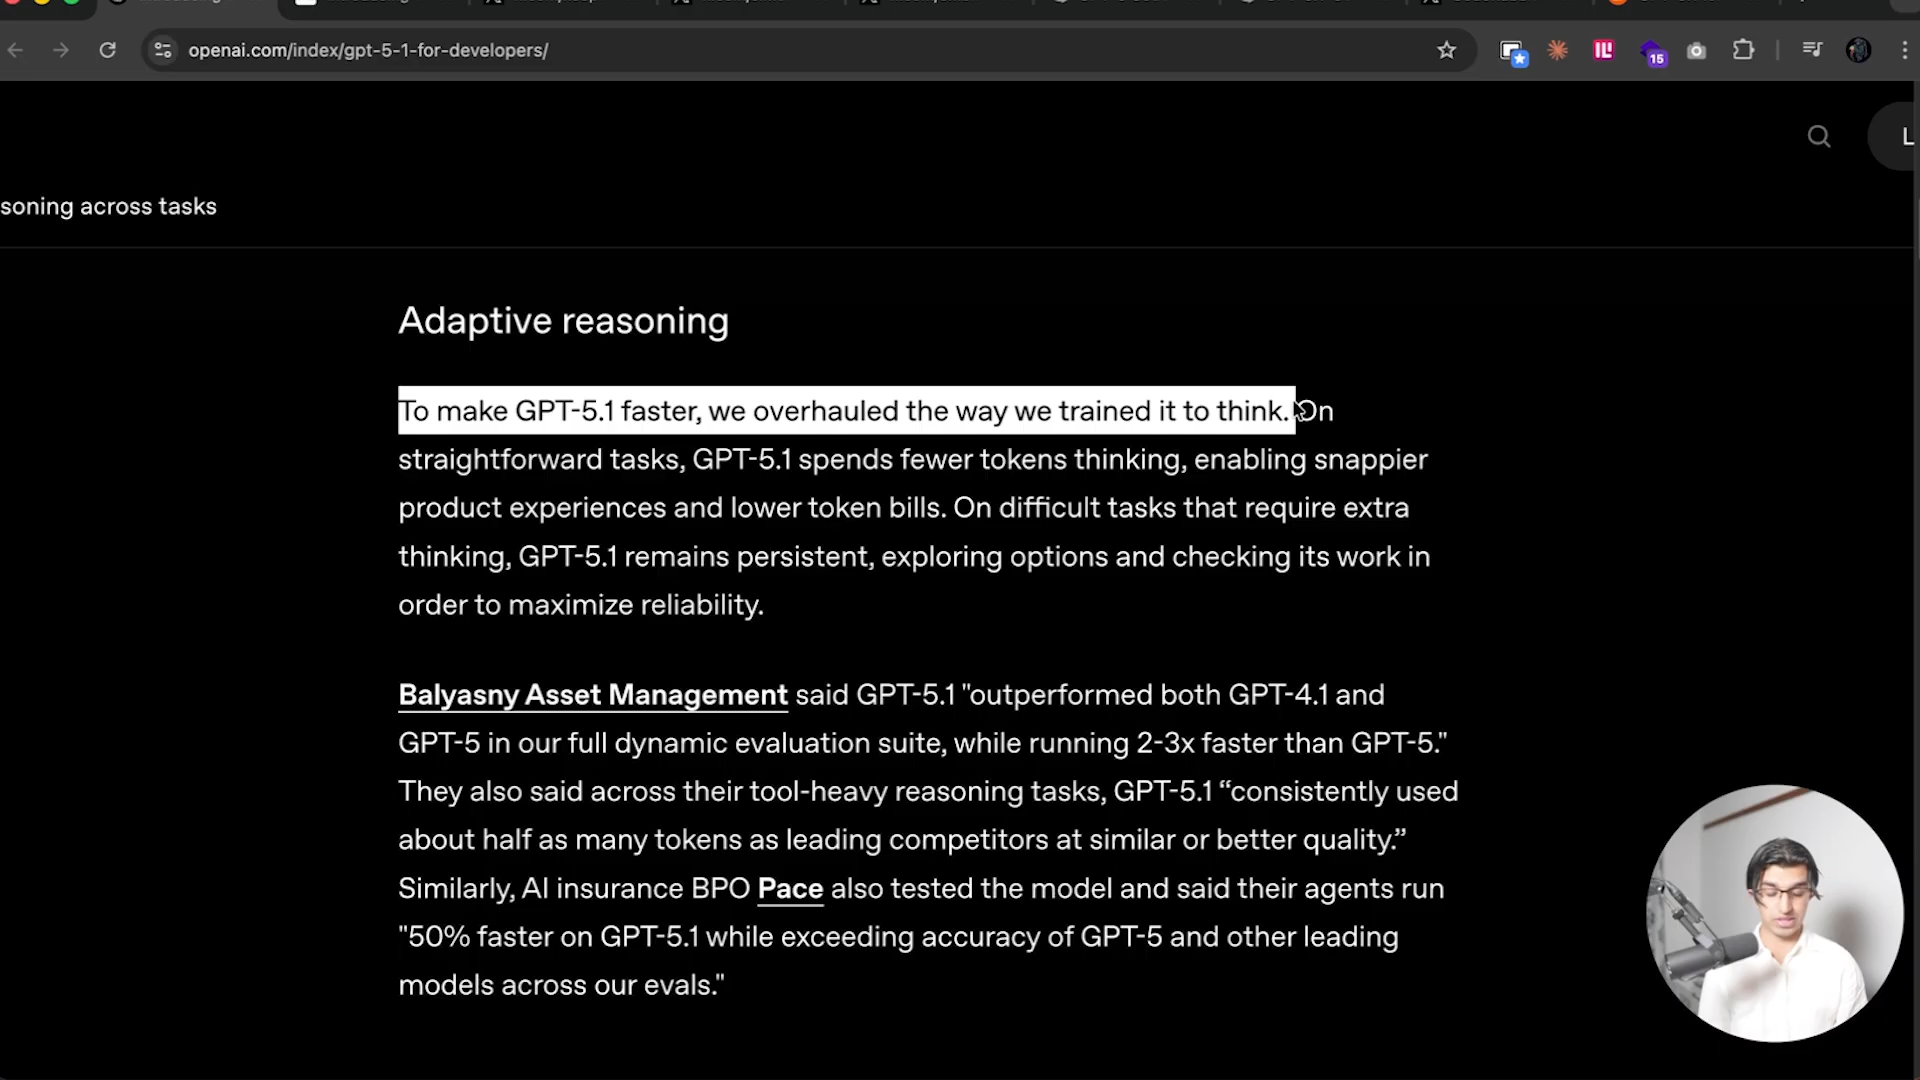 openai.com/index/gpt-5-1-for-developers/
15
L
soning across tasks
Adaptive reasoning
To make GPT-5.1 faster, we overhauled the way we trained it to think. On
straightforward tasks, GPT-5.1 spends fewer tokens thinking, enabling snappier
product experiences and lower token bills. On difficult tasks that require extra
thinking, GPT-5.1 remains persistent, exploring options and checking its work in
order to maximize reliability.
Balyasny Asset Management said GPT-5.1 "outperformed both GPT-4.1 and
GPT-5 in our full dynamic evaluation suite, while running 2-3x faster than GPT-5."
They also said across their tool-heavy reasoning tasks, GPT-5.1 “consistently used
about half as many tokens as leading competitors at similar or better quality.”
Similarly, AI insurance BPO Pace also tested the model and said their agents run
"50% faster on GPT-5.1 while exceeding accuracy of GPT-5 and other leading
models across our evals."